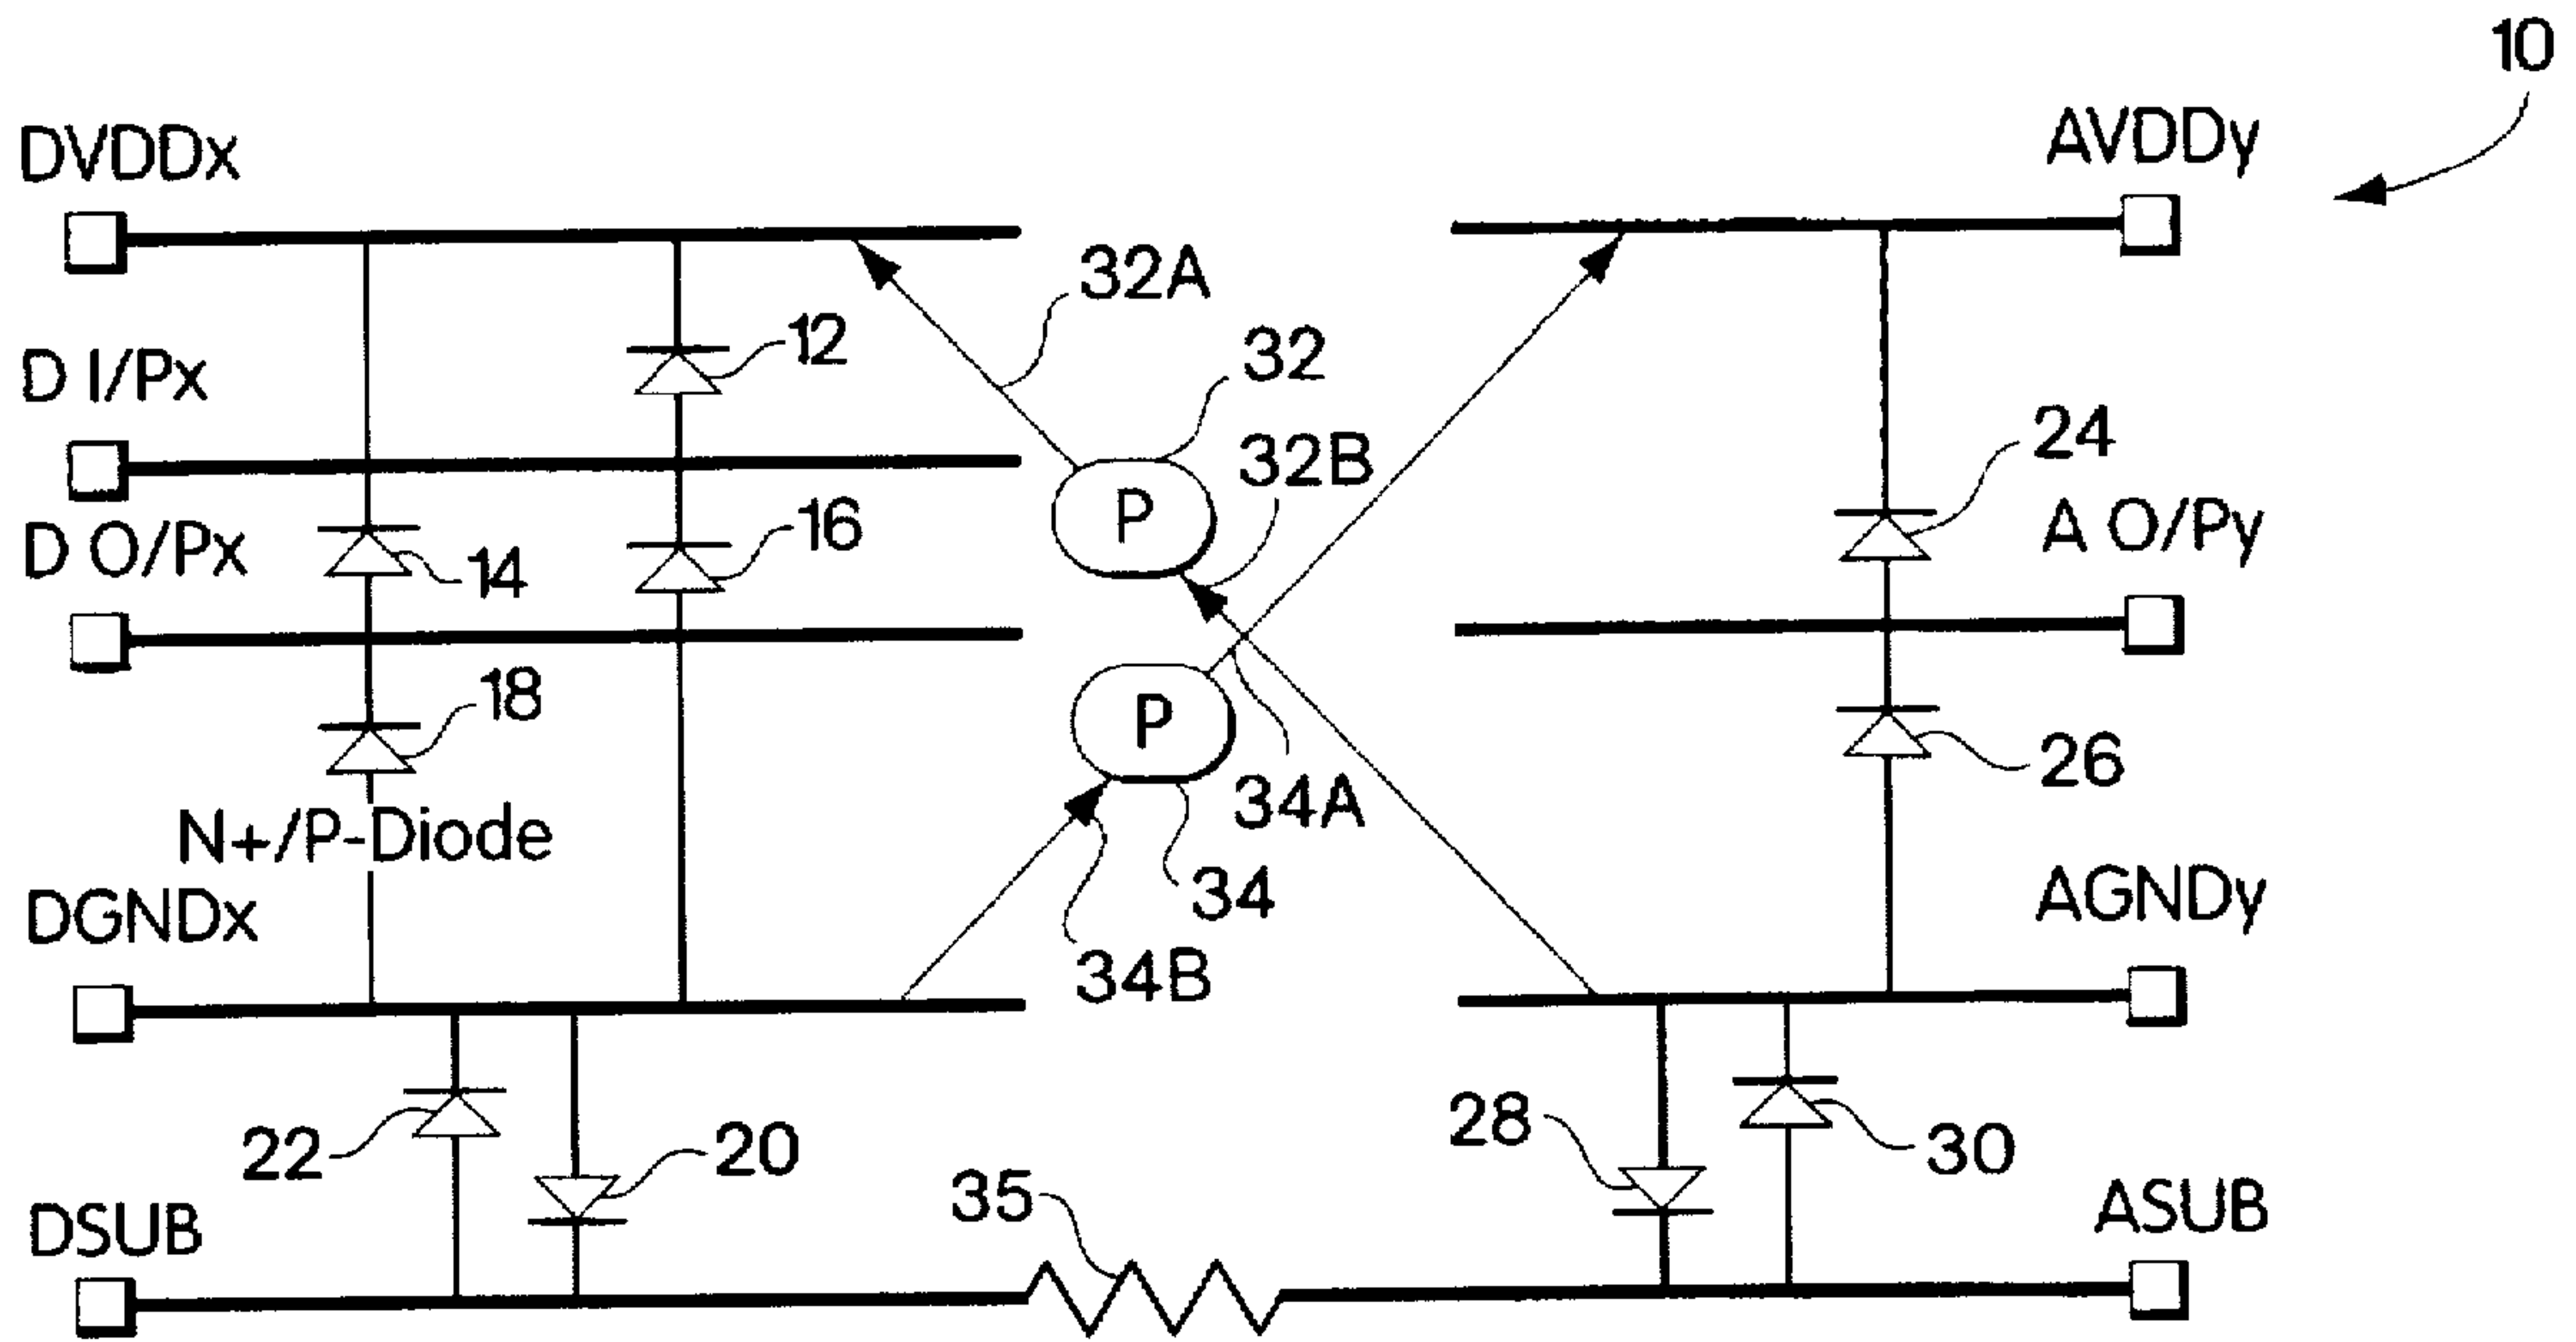 10
DVDDx
AVDDy
32A
12
32
D I/Px
24
32B
A O/Py
16
D O/Px
14
18
26
34A
N+/P-Diode
34
AGNDy
DGNDx
34B
28
20
30
22
35
ASUB
DSUB
P
P